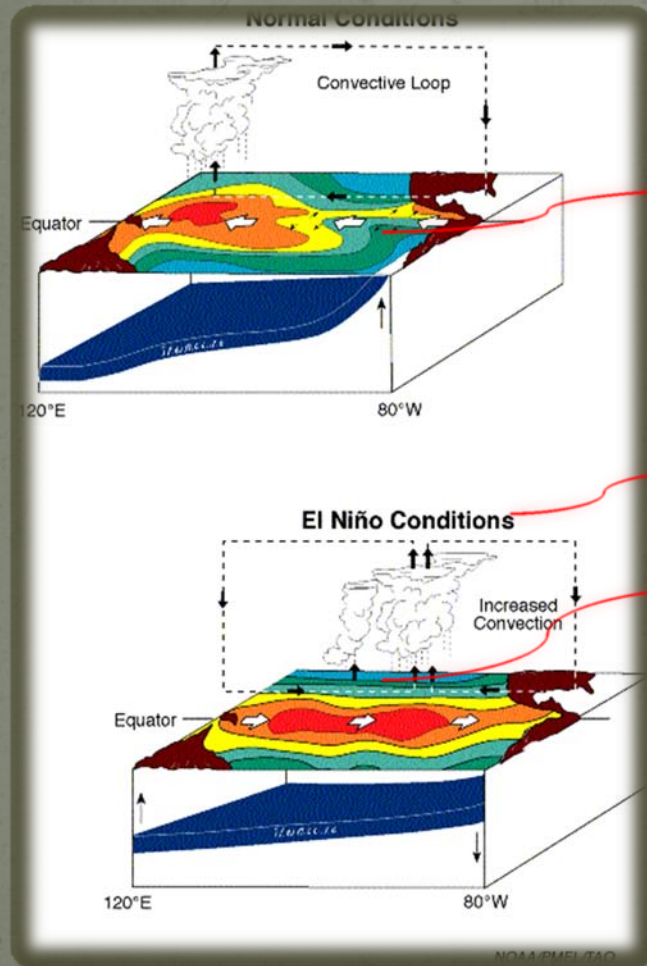 Normal Conditions
Convective Loop
Equator
120°E
80°W
El Niño Conditions
Increased
Convection
Equator
120°E
80°W
NOAA/PMEL/TAO